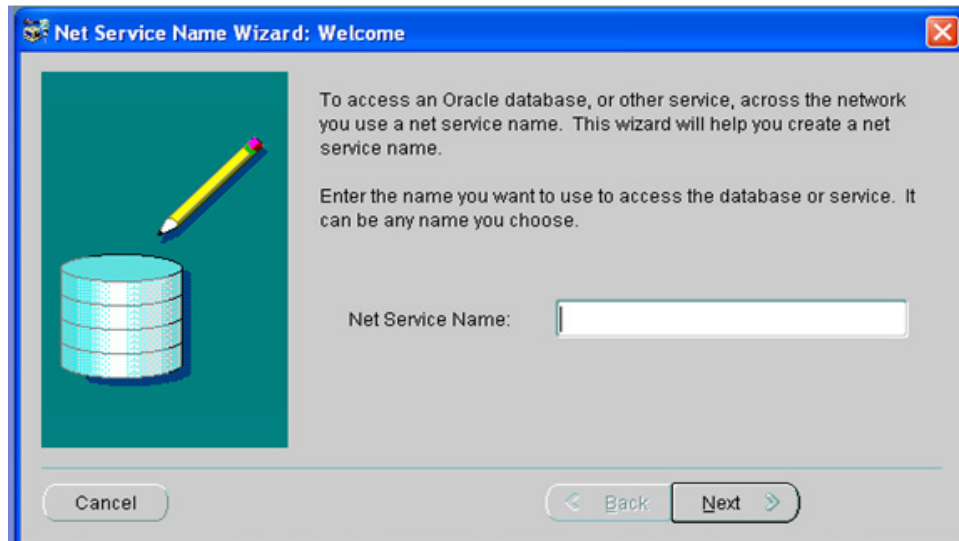 Net Service Name Wizard: Welcome
To access an Oracle database, or other service, across the network
you use a net service name. This wizard will help you create a net
service name.
Enter the name you want to use to access the database or service. It
can be any name you choose.
Net Service Name:
Cancel
Back
Next